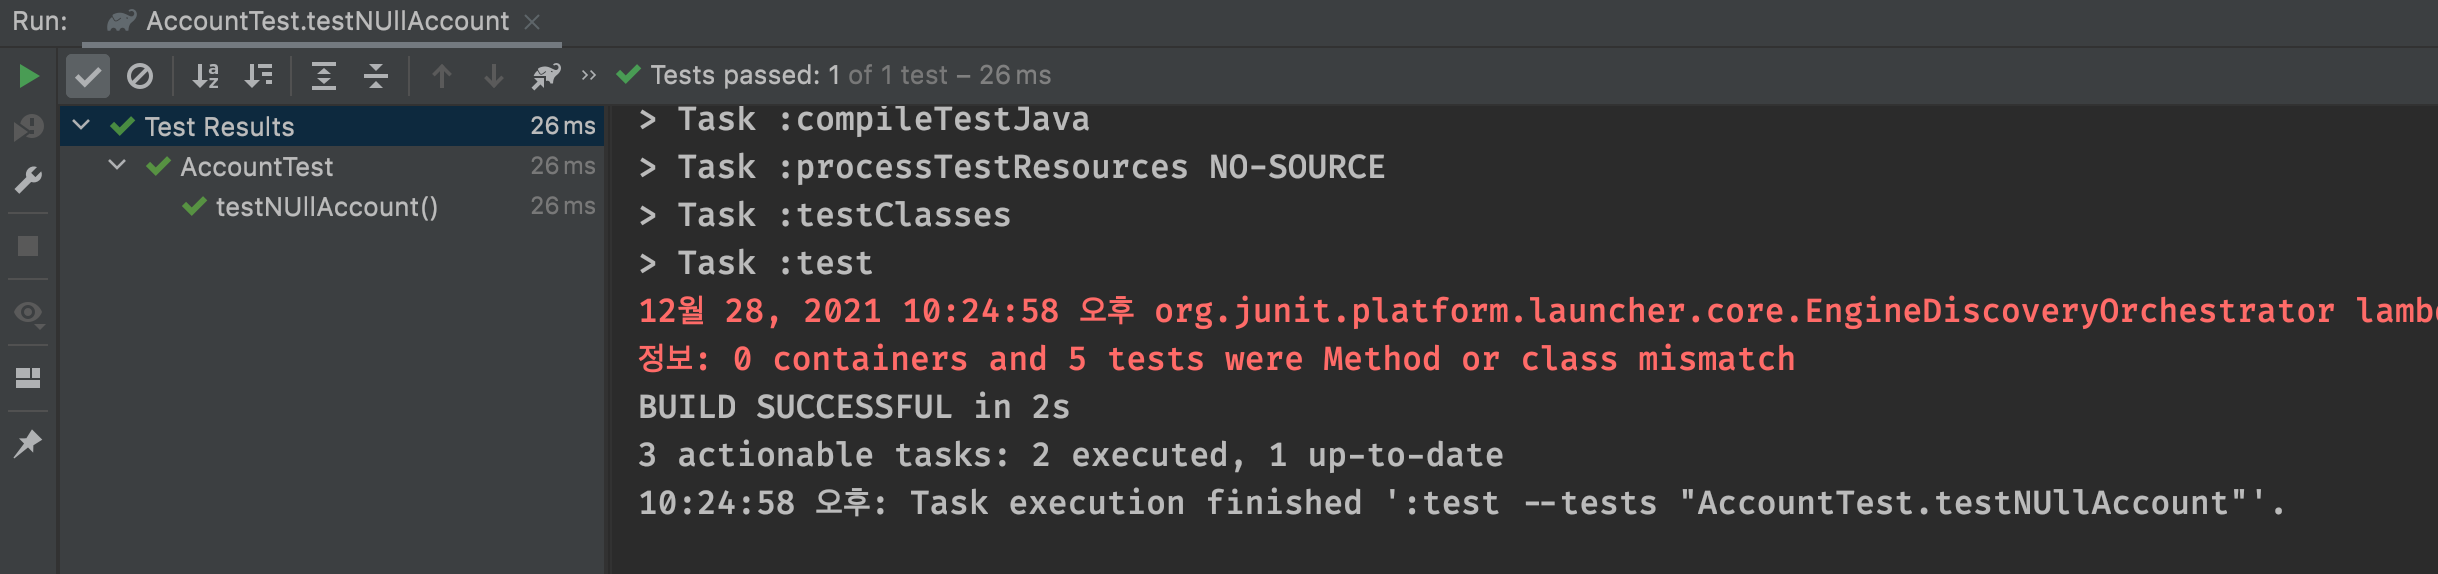 Run: AccountTest.testNUllAccount
Tests passed: 1 of 1 test – 26 ms
Test Results 26 ms
AccountTest 26 ms
testNUllAccount() 26 ms
> Task :compileTestJava
> Task :processTestResources NO-SOURCE
> Task :testClasses
> Task :test
12월 28, 2021 10:24:58 오후 org.junit.platform.launcher.core.EngineDiscoveryOrchestrator lamb
정보: 0 containers and 5 tests were Method or class mismatch
BUILD SUCCESSFUL in 2s
3 actionable tasks: 2 executed, 1 up-to-date
10:24:58 오후: Task execution finished ':test --tests "AccountTest.testNUllAccount"'.